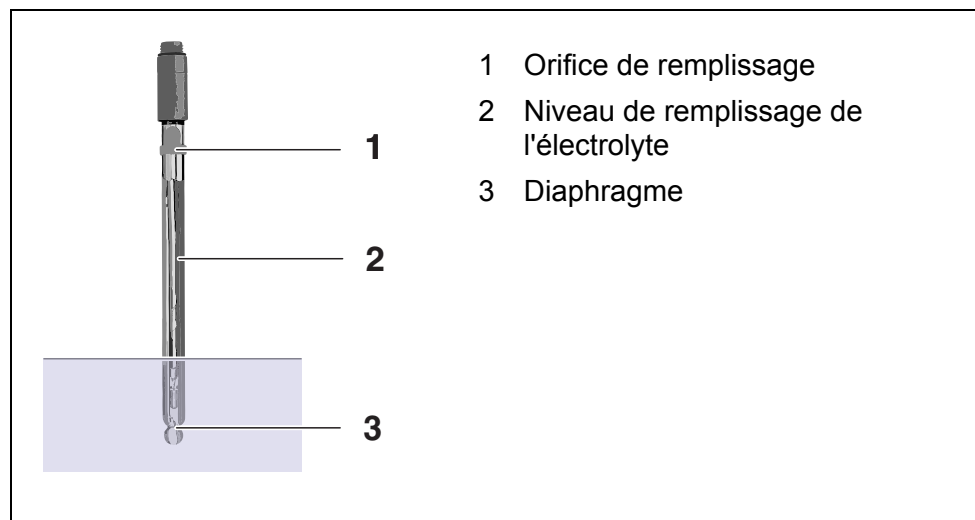 1 Orifice de remplissage
2 Niveau de remplissage de
l'électrolyte
3 Diaphragme
1
2
3